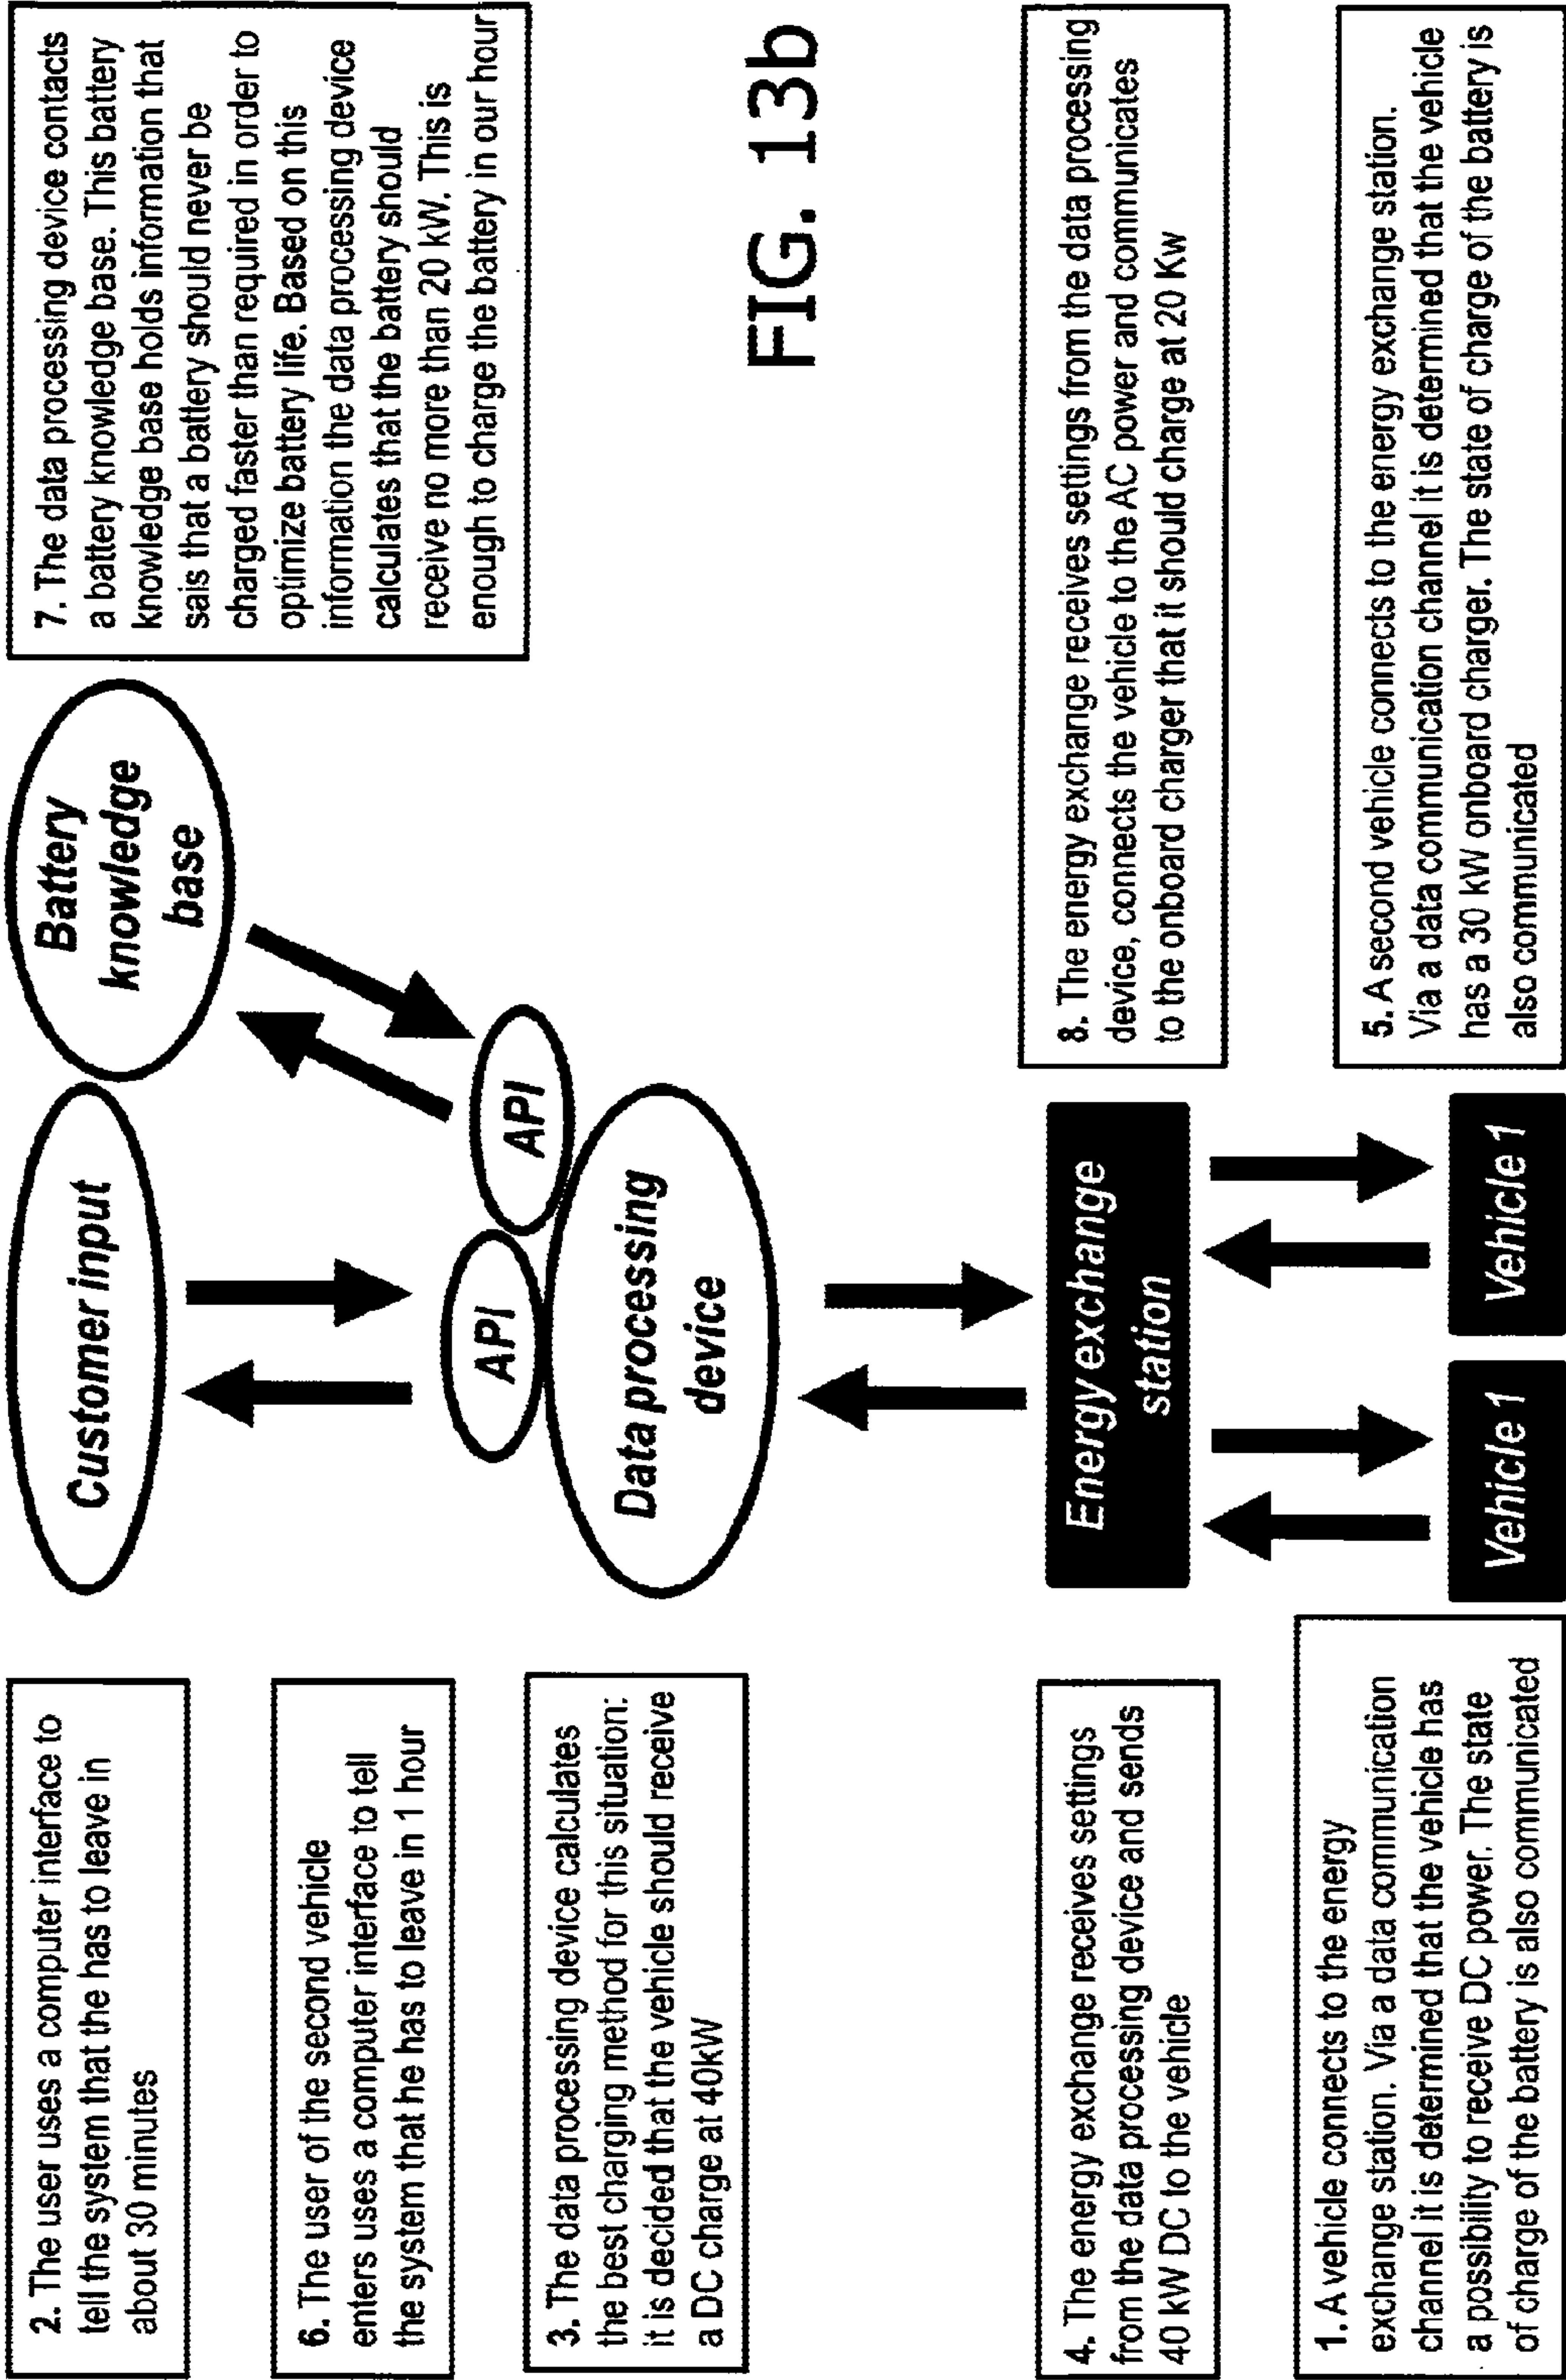 2. The user uses a computer interface to
tell the system that the has to leave in
about 30 minutes
6. The user of the second vehicle
enters uses a computer interface to tell
the system that he has to leave in 1 hour
3. The data processing device calculates
the best charging method for this situation:
it is decided that the vehicle should receive
a DC charge at 40kW
4. The energy exchange receives settings
from the data processing device and sends
40 kW DC to the vehicle
1. A vehicle connects to the energy
exchange station. Via a data communication
channel it is determined that the vehicle has
a possibility to receive DC power. The state
of charge of the battery is also communicated
Customer input
Battery
knowledge
base
API
API
Data processing
device
Energy exchange
station
Vehicle 1
Vehicle 1
7. The data processing device contacts
a battery knowledge base. This battery
knowledge base holds information that
sais that a battery should never be
charged faster than required in order to
optimize battery life. Based on this
information the data processing device
calculates that the battery should
receive no more than 20 kW. This is
enough to charge the battery in our hour
FIG. 13b
8. The energy exchange receives settings from the data processing
device, connects the vehicle to the AC power and communicates
to the onboard charger that it should charge at 20 Kw
5. A second vehicle connects to the energy exchange station.
Via a data communication channel it is determined that the vehicle
has a 30 kW onboard charger. The state of charge of the battery is
also communicated